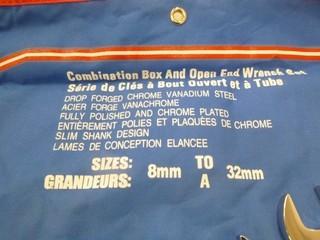 Combination Box And Open End Wrench Set
Série de Clés à Bout Ouvert et à Tube
DROP FORGED CHROME VANADIUM STEEL
ACIER FORGE VANACHROME
FULLY POLISHED AND CHROME PLATED
ENTIÈREMENT POLIES ET PLAQUÉES DE CHROME
SLIM SHANK DESIGN
LAMES DE CONCEPTION ELANCEE
SIZES: 8mm TO 32mm
GRANDEURS: A